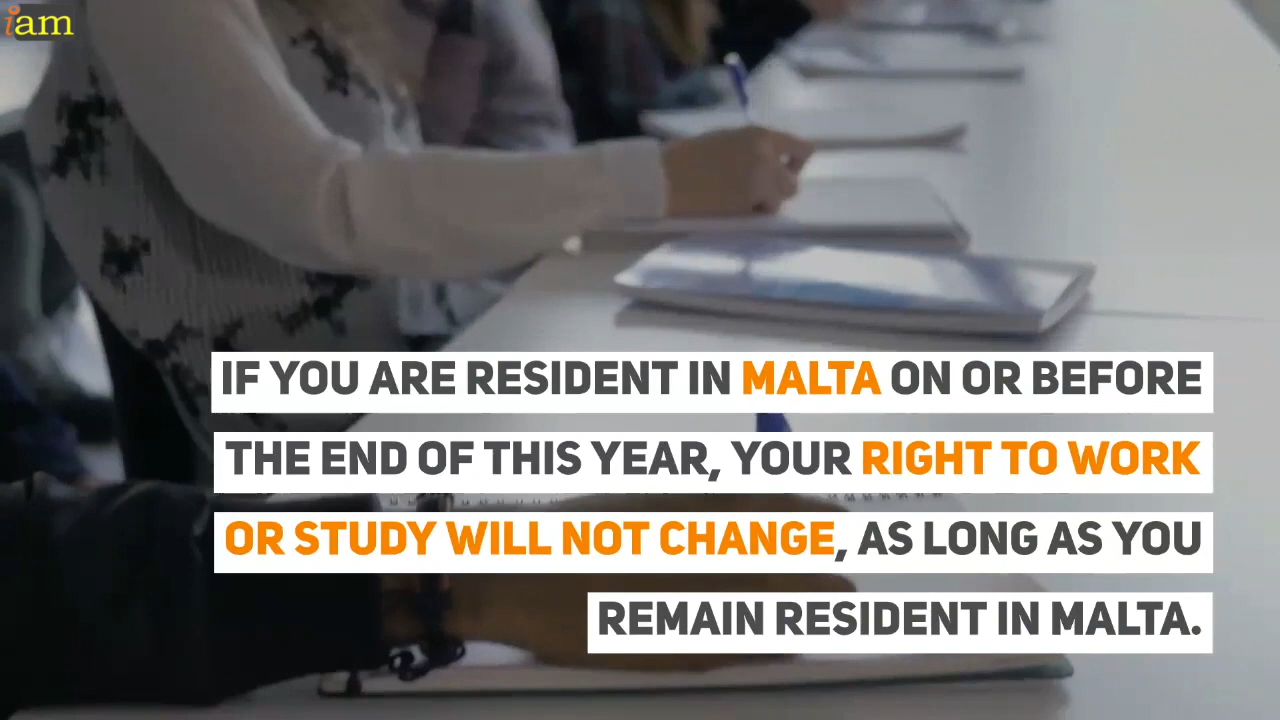 iam
IF YOU ARE RESIDENT IN MALTA ON OR BEFORE
THE END OF THIS YEAR, YOUR RIGHT TO WORK
OR STUDY WILL NOT CHANGE, AS LONG AS YOU
REMAIN RESIDENT IN MALTA.